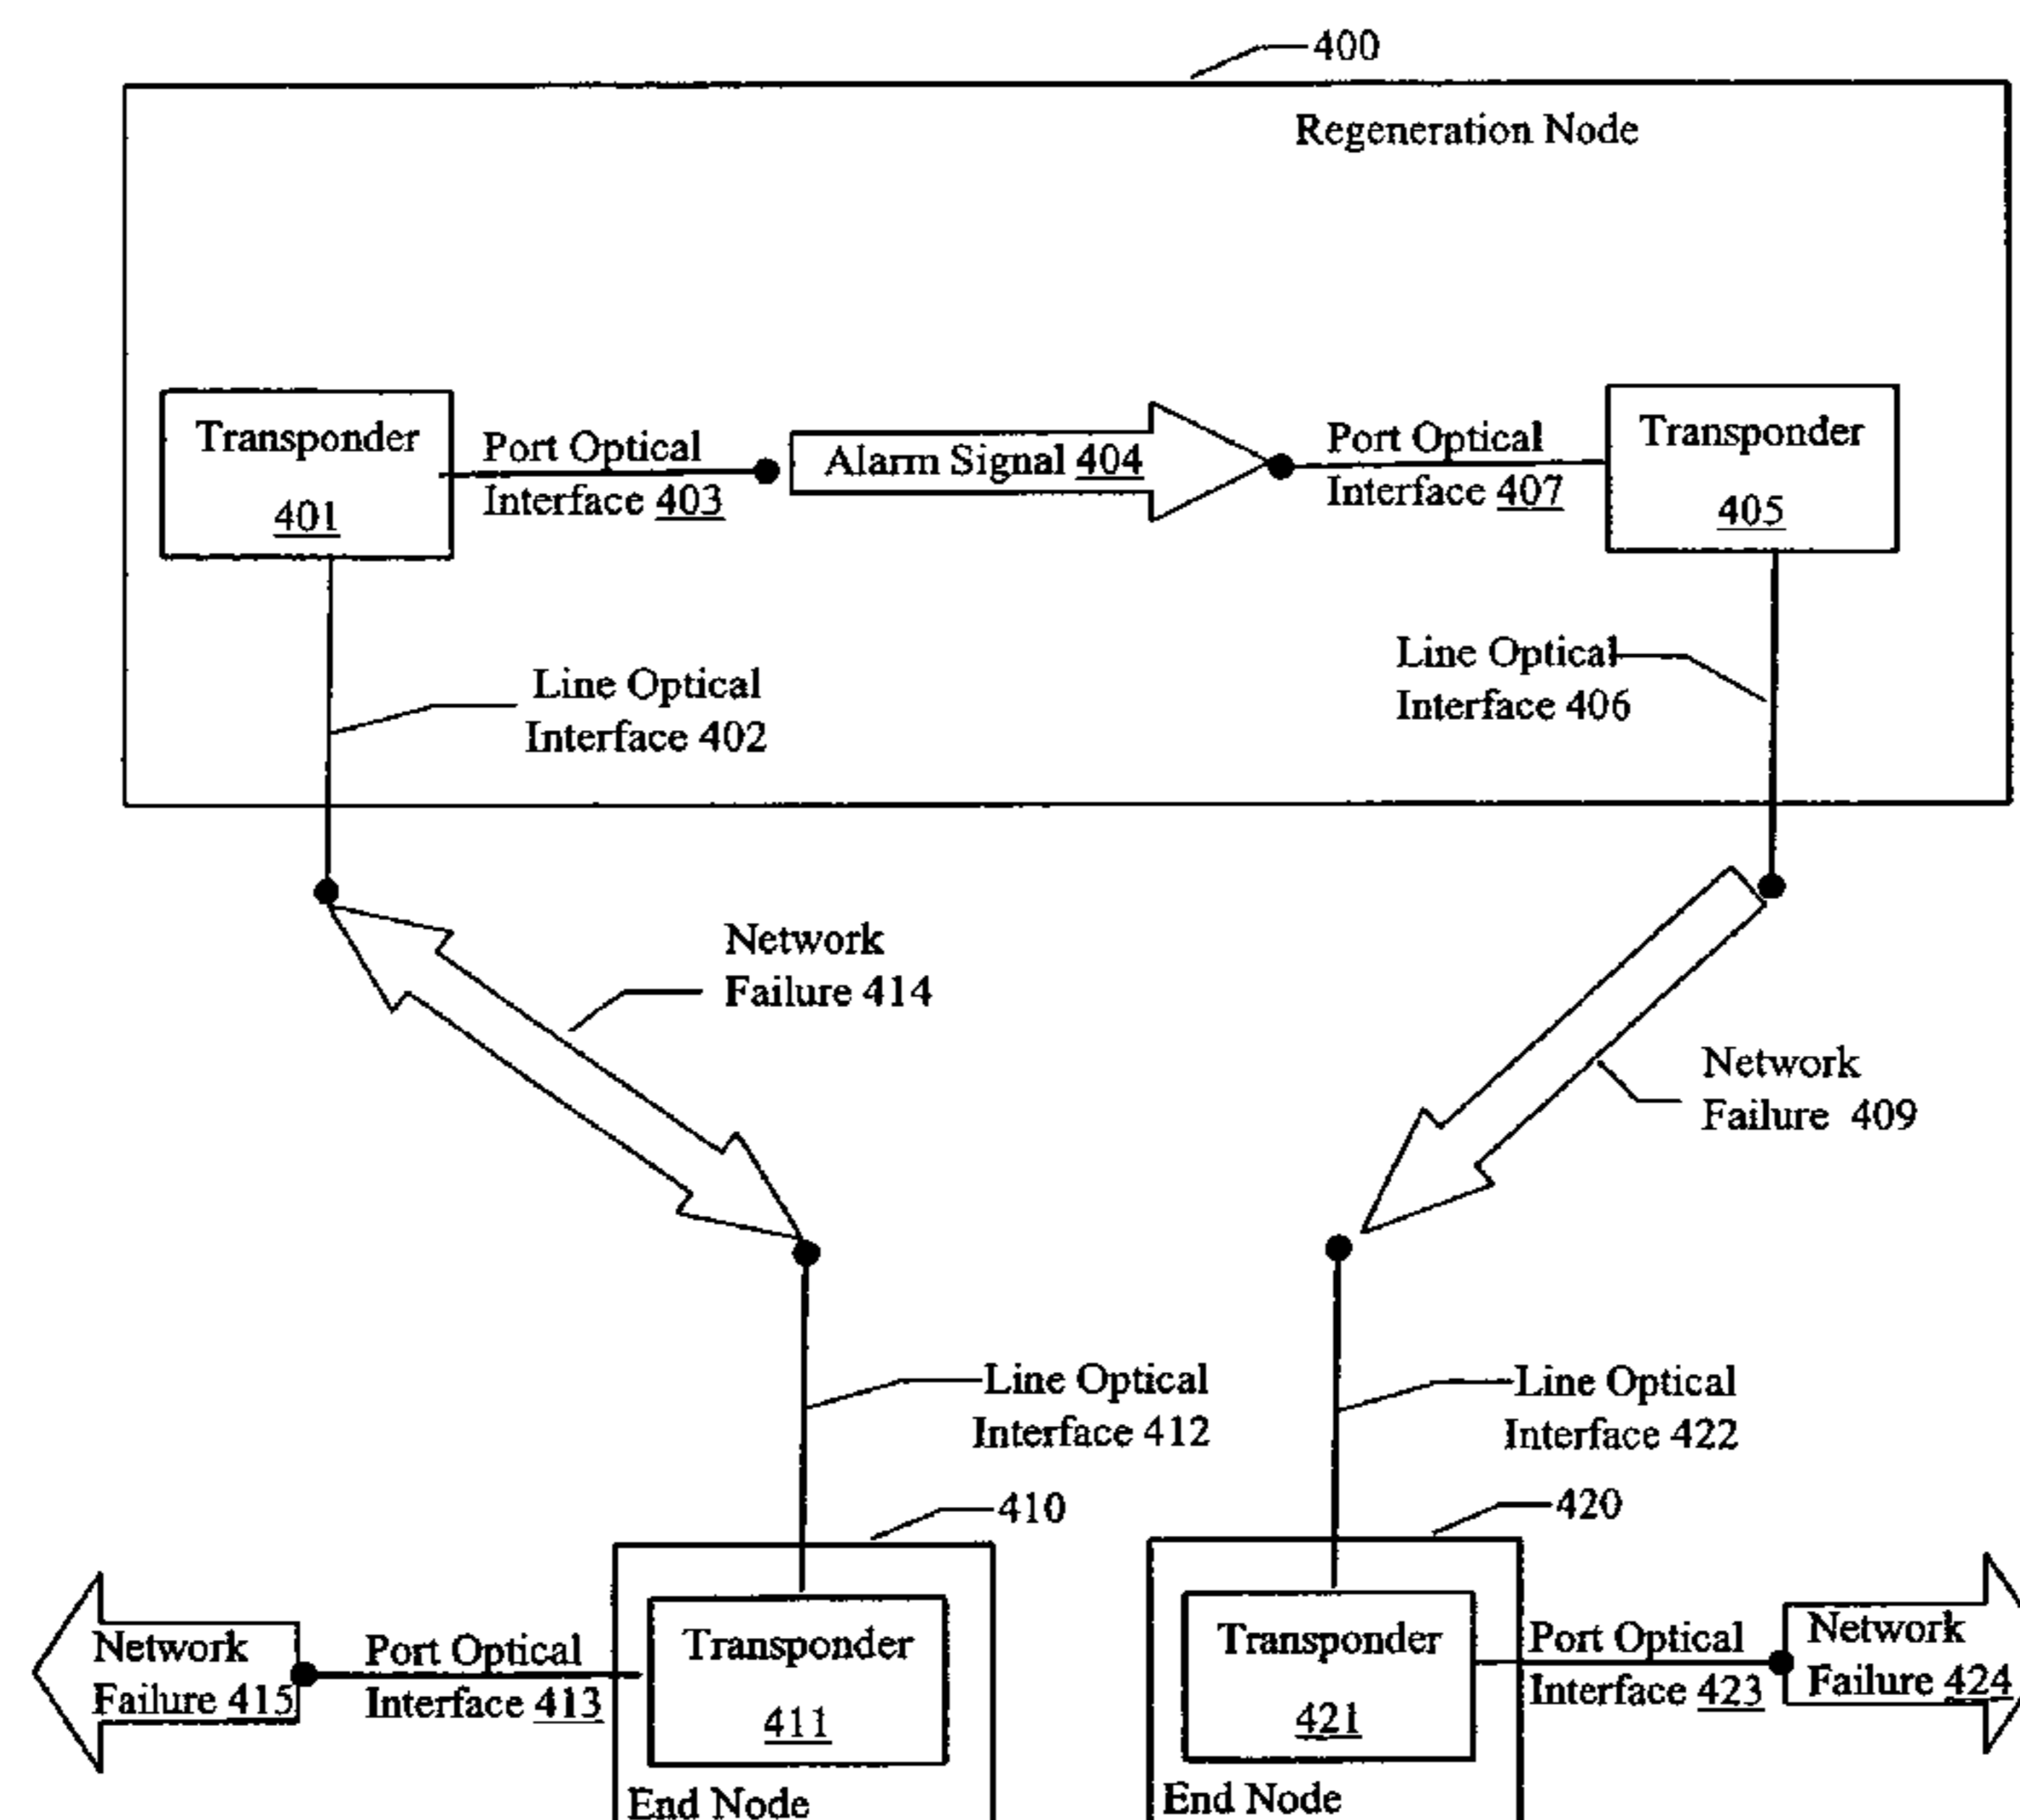 400
Regeneration Node
Transponder
401
Port Optical
Interface 403
Alarm Signal 404
Port Optical
Interface 407
Transponder
405
Line Optical
Interface 402
Line Optical
Interface 406
Network
Failure 414
Network
Failure 409
Line Optical
Interface 412
Line Optical
Interface 422
410
420
Network
Failure 415
Port Optical
Interface 413
Transponder
411
End Node
Transponder
421
End Node
Port Optical
Interface 423
Network
Failure 424